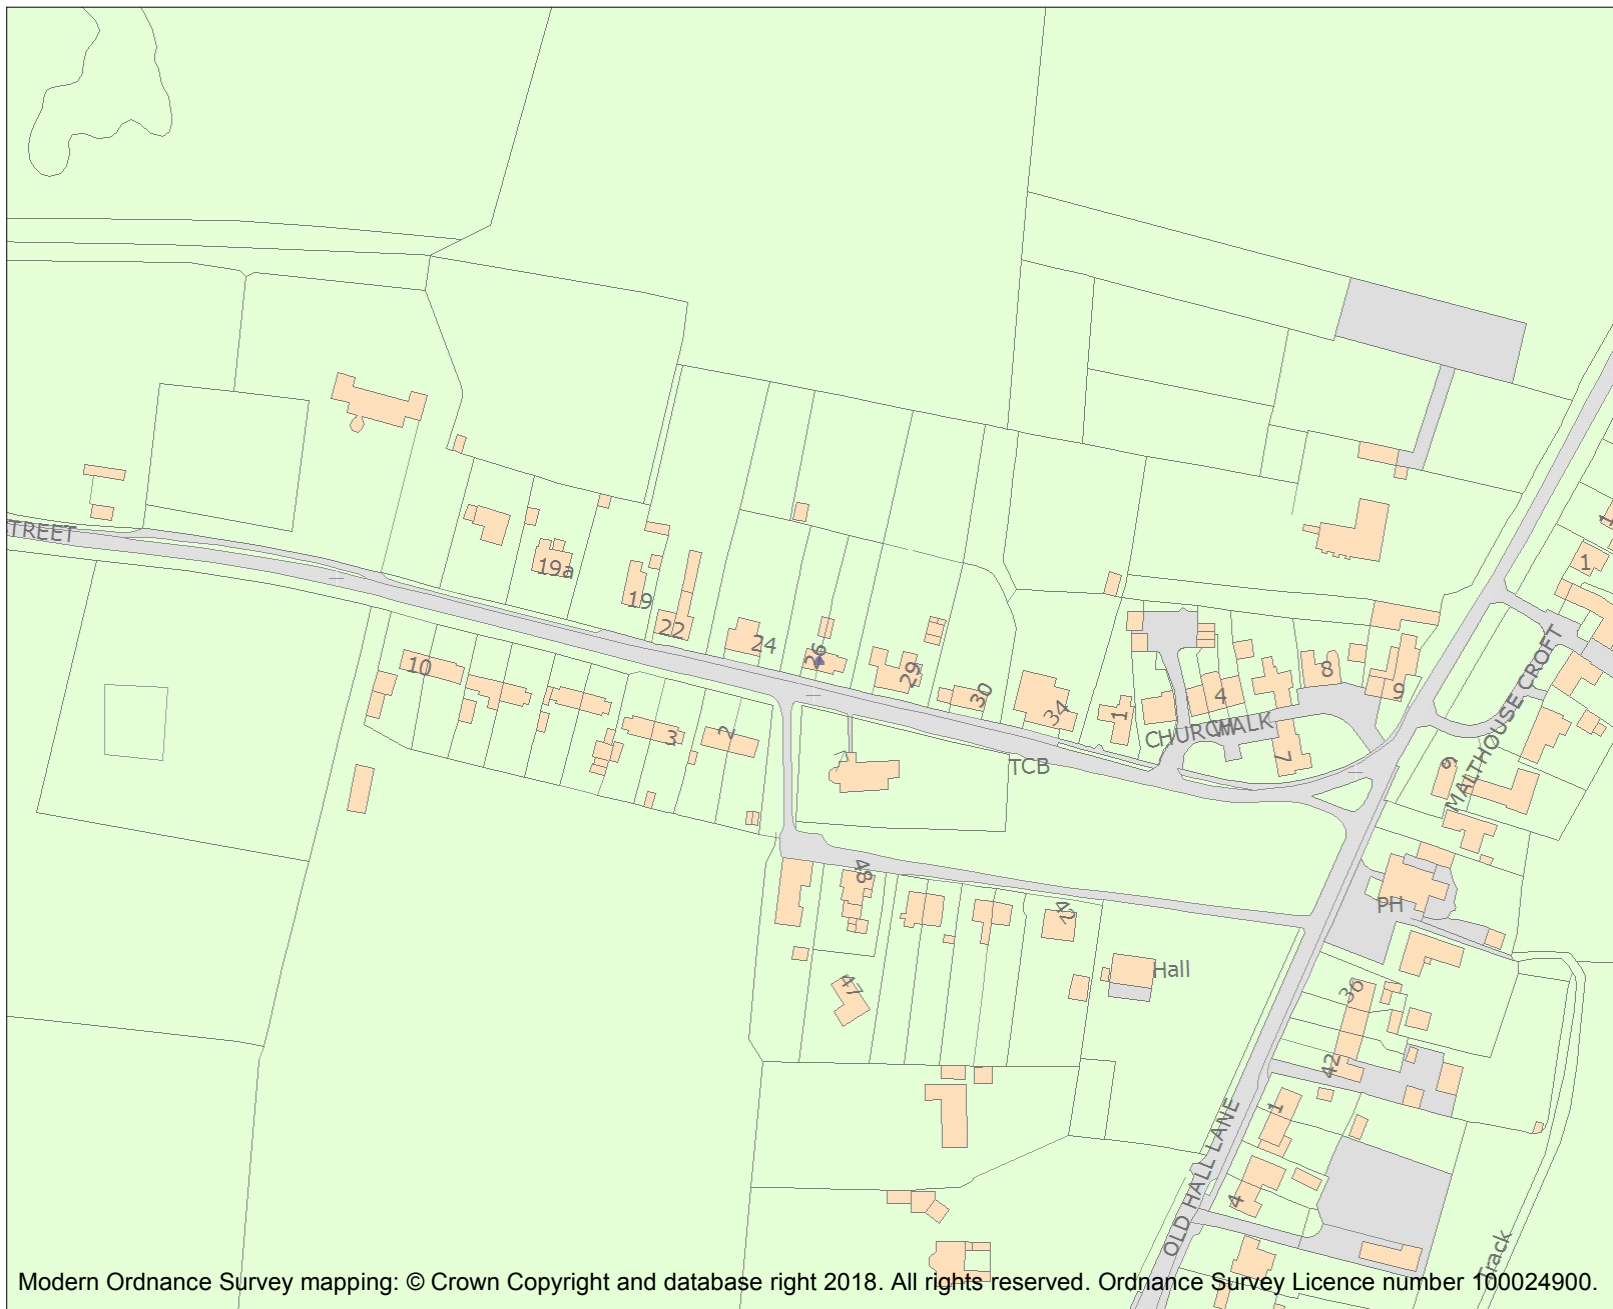 TREET
19a
19
22
24
26
29
30
34
1
10
3
2
TCB
CHURCH WALK
4
7
8
9
MALTHOUSE CROFT
1
1
9
PH
48
47
42
Hall
36
42
1
4
OLD HALL LANE
Track
Modern Ordnance Survey mapping: © Crown Copyright and database right 2018. All rights reserved. Ordnance Survey Licence number 100024900.